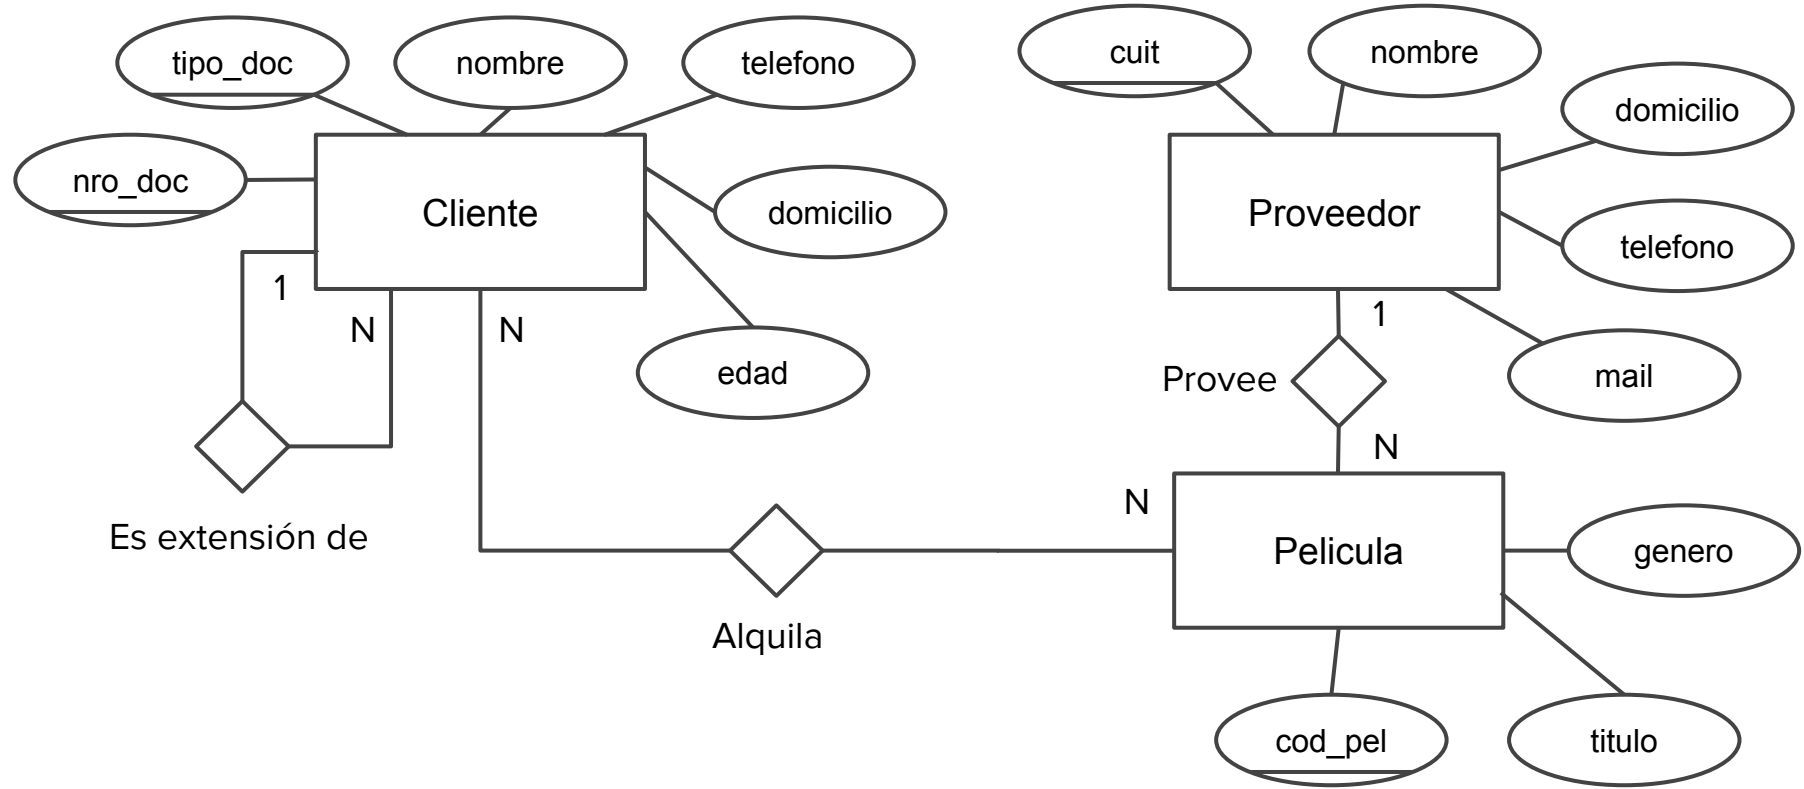 tipo_doc
nombre
telefono
nro_doc
Cliente
domicilio
edad
1
N
N
Es extensión de
Alquila
N
cuit
nombre
domicilio
Proveedor
telefono
mail
1
Provee
N
Pelicula
genero
cod_pel
titulo